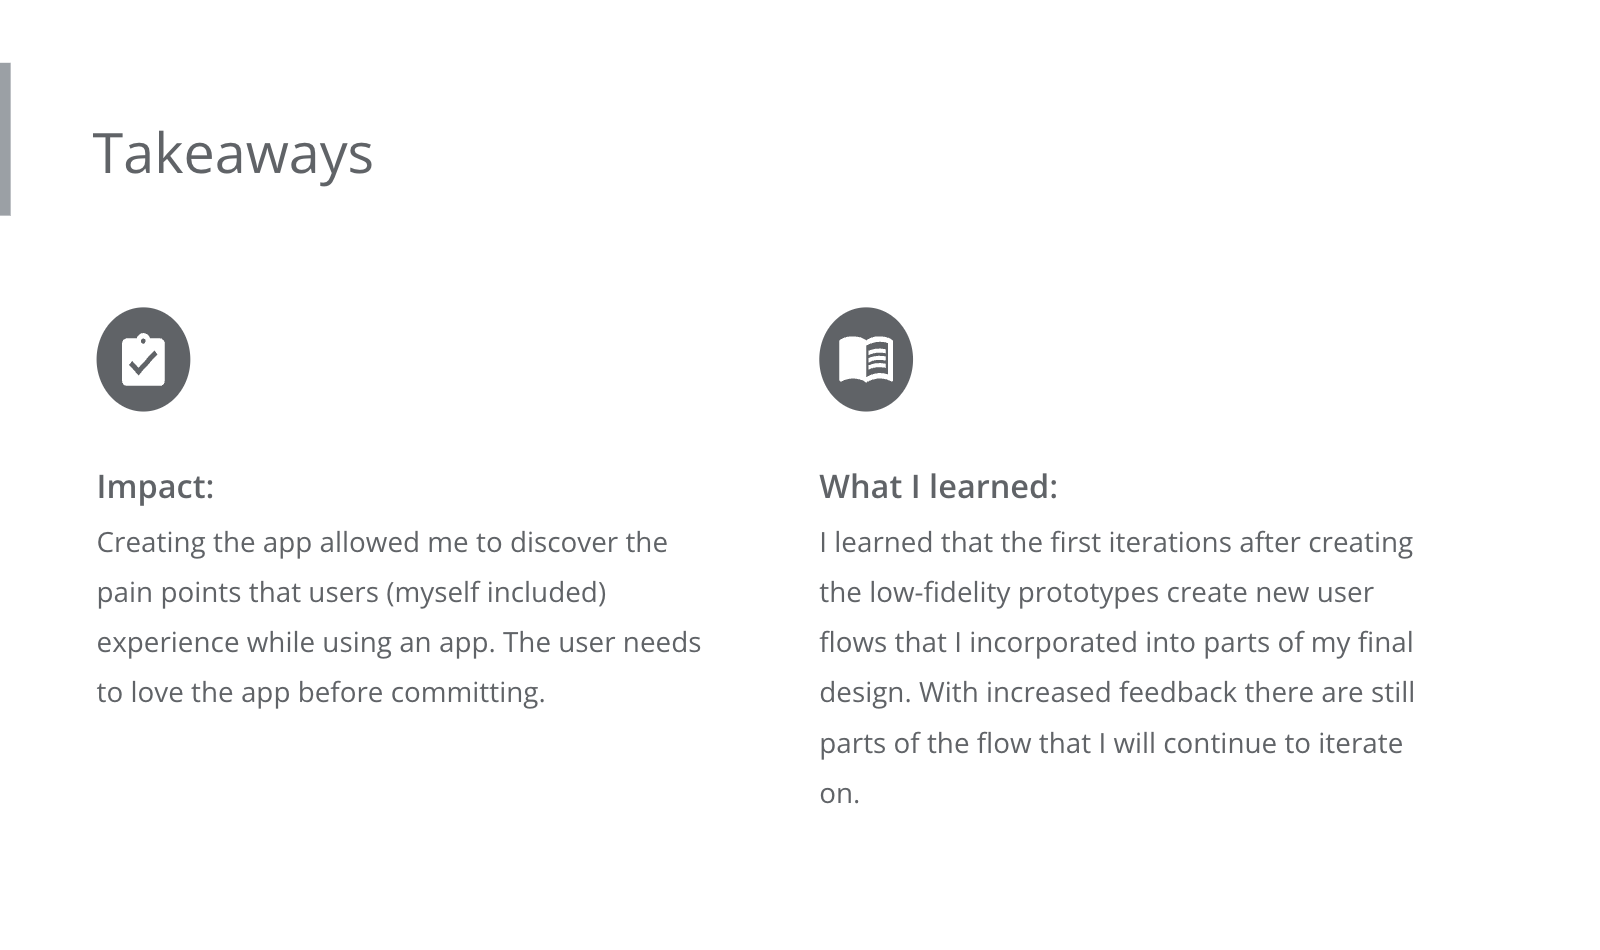 Takeaways
Impact:
Creating the app allowed me to discover the
pain points that users (myself included)
experience while using an app. The user needs
to love the app before committing.
What I learned:
I learned that the first iterations after creating
the low-fidelity prototypes create new user
flows that I incorporated into parts of my final
design. With increased feedback there are still
parts of the flow that I will continue to iterate
on.